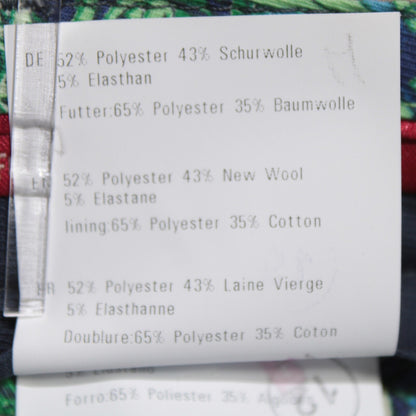 DE 52% Polyester 43% Schurwolle
5% Elasthan
Futter:65% Polyester 35% Baumwolle
EN 52% Polyester 43% New Wool
5% Elastane
lining:65% Polyester 35% Cotton
FR 52% Polyester 43% Laine Vierge
5% Elasthanne
Doublure:65% Polyester 35% Coton
Forro:65% Poliester 35%